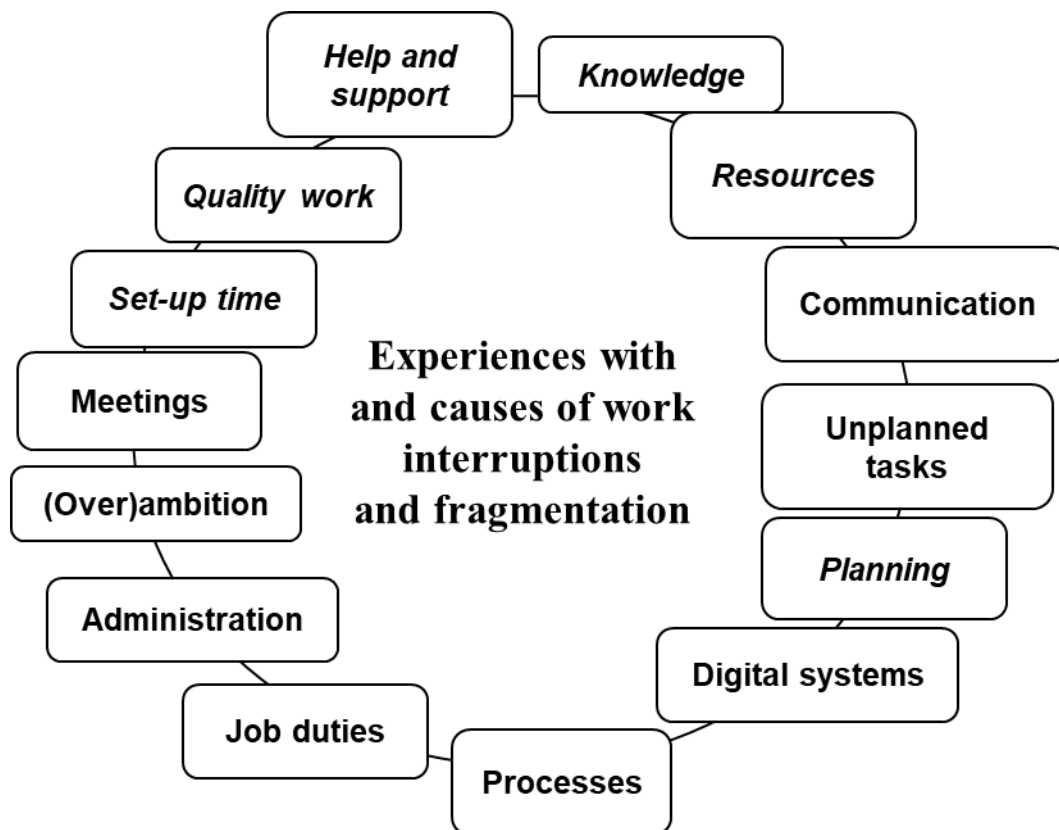 Help and
support
Knowledge
Resources
Quality work
Set-up time
Communication
Meetings
Experiences with
and causes of work
interruptions
and fragmentation
Unplanned
tasks
(Over)ambition
Planning
Administration
Digital systems
Job duties
Processes